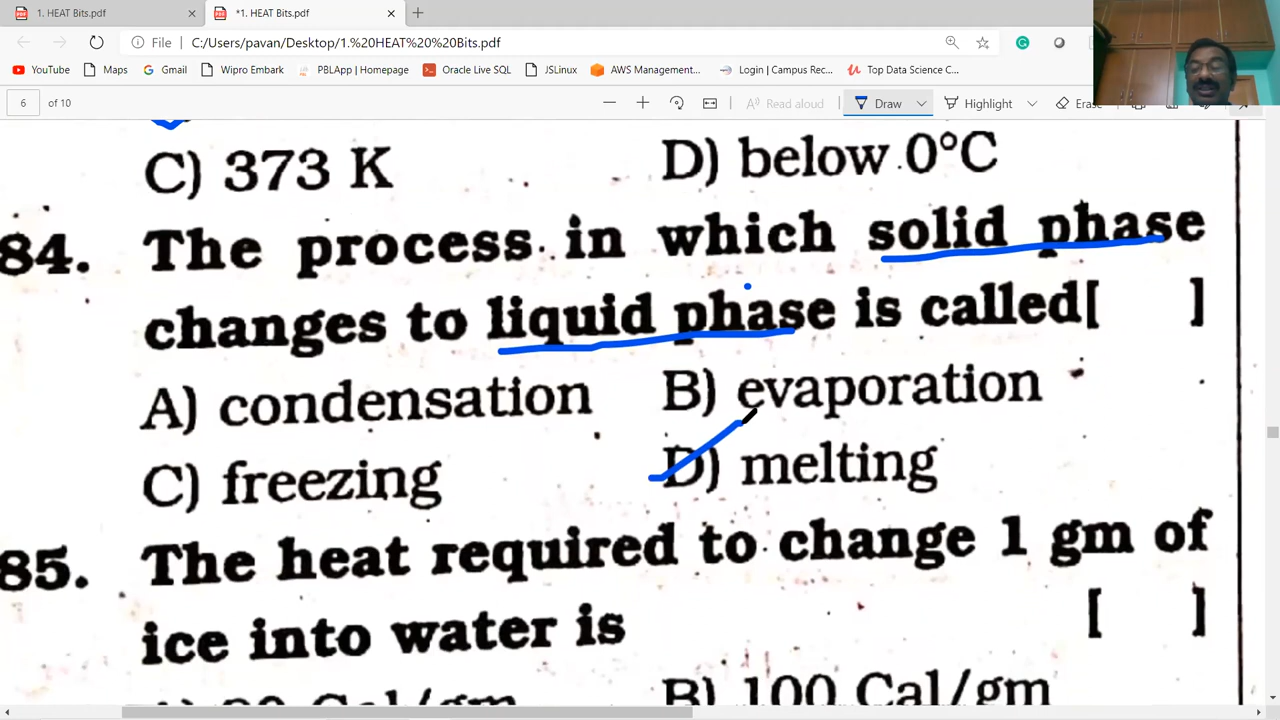 1. HEAT Bits.pdf
*1. HEAT Bits.pdf
File C:/Users/pavan/Desktop/1.%20HEAT%20%20Bits.pdf
YouTube Maps Gmail Wipro Embark PBLApp | Homepage Oracle Live SQL JSLinux AWS Management... Login | Campus Rec... Top Data Science C...
6 of 10 Read aloud Draw Highlight
C) 373 K D) below 0°C
84. The process in which solid phase
changes to liquid phase is called[ ]
A) condensation B) evaporation
C) freezing D) melting
85. The heat required to change 1 gm of
ice into water is [ ]
B) 100 Cal/gm